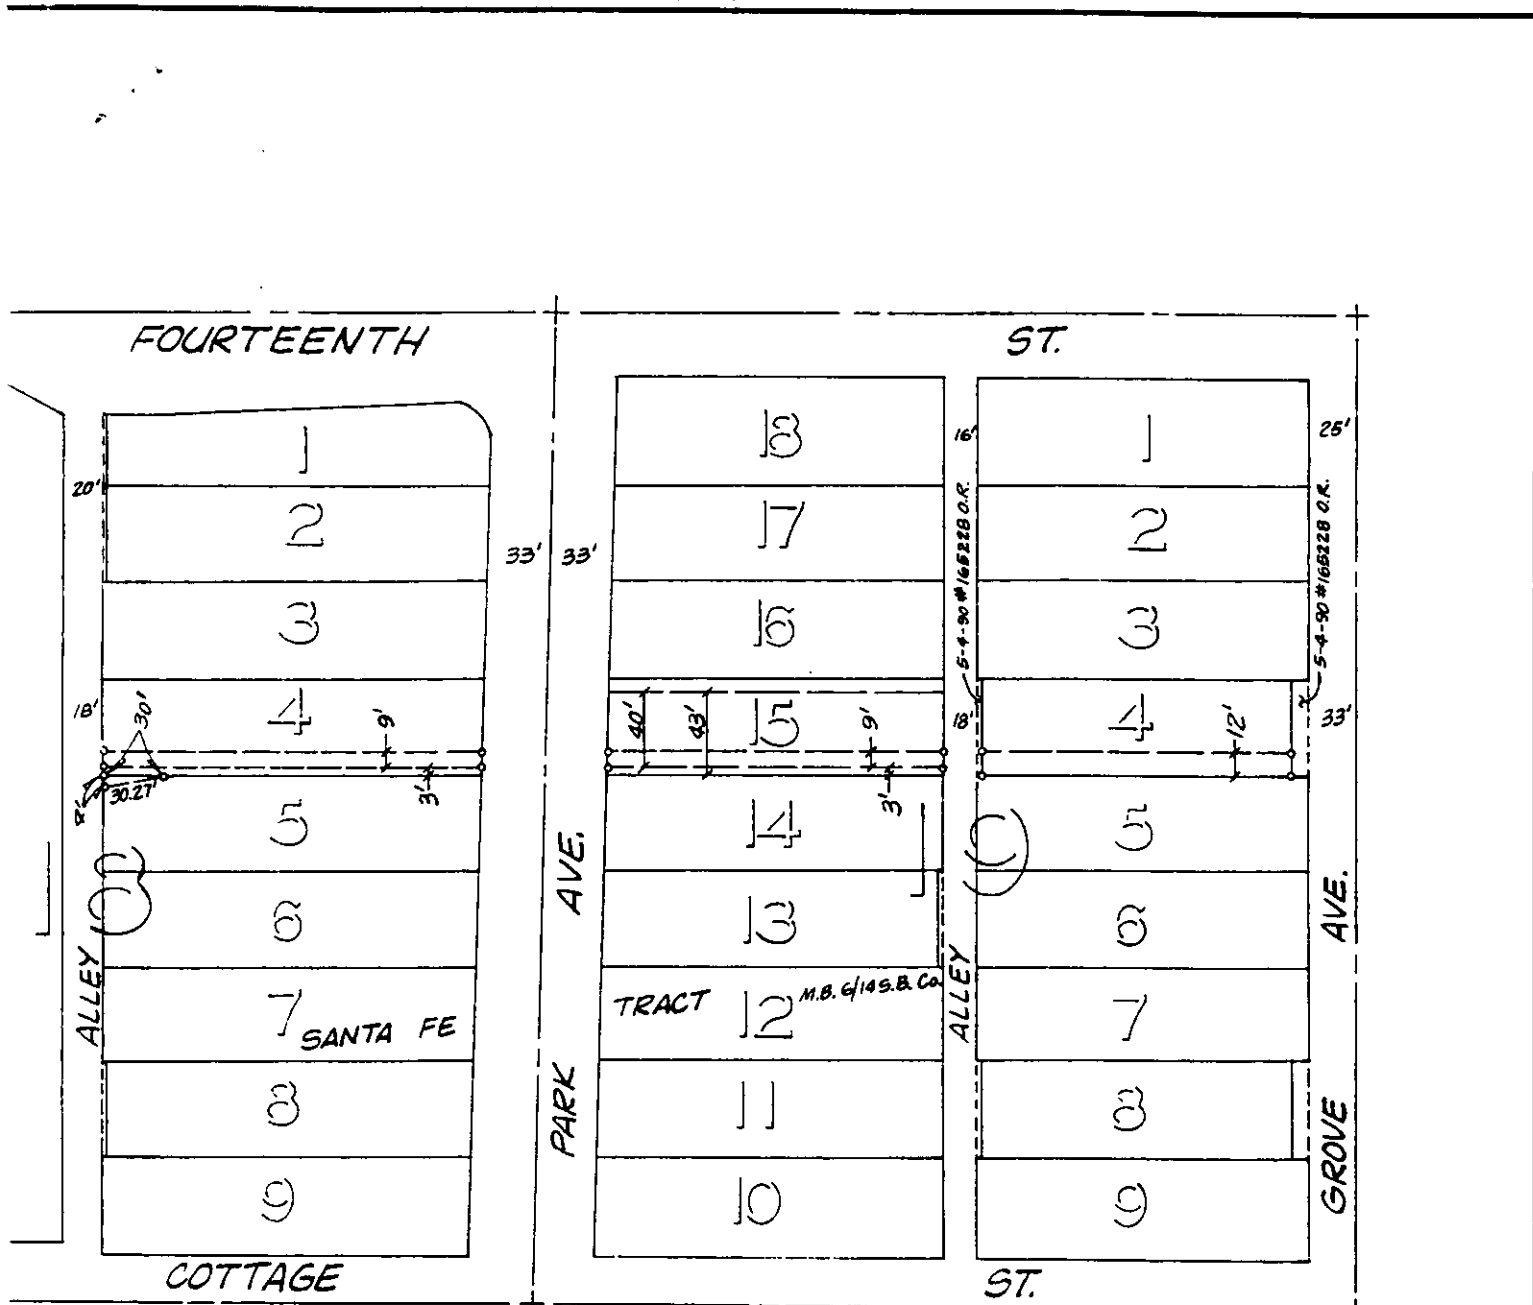 FOURTEENTH ST.
1 18 1
16' 25'
20'
2 17 2
33' 33'
5-4-90 #165228 O.R.
5-4-90 #165228 O.R.
3 16 3
18' 30' 4 9' 40' 43' 15 9' 18' 4 12' 33'
30.27' 3' 3'
5 14 5
6 13 6
ALLEY AVE. ALLEY AVE.
7 SANTA FE TRACT 12 M.B. 6/14 S.B. Co. 7
8 PARK 11 8 GROVE
9 10 9
COTTAGE ST.